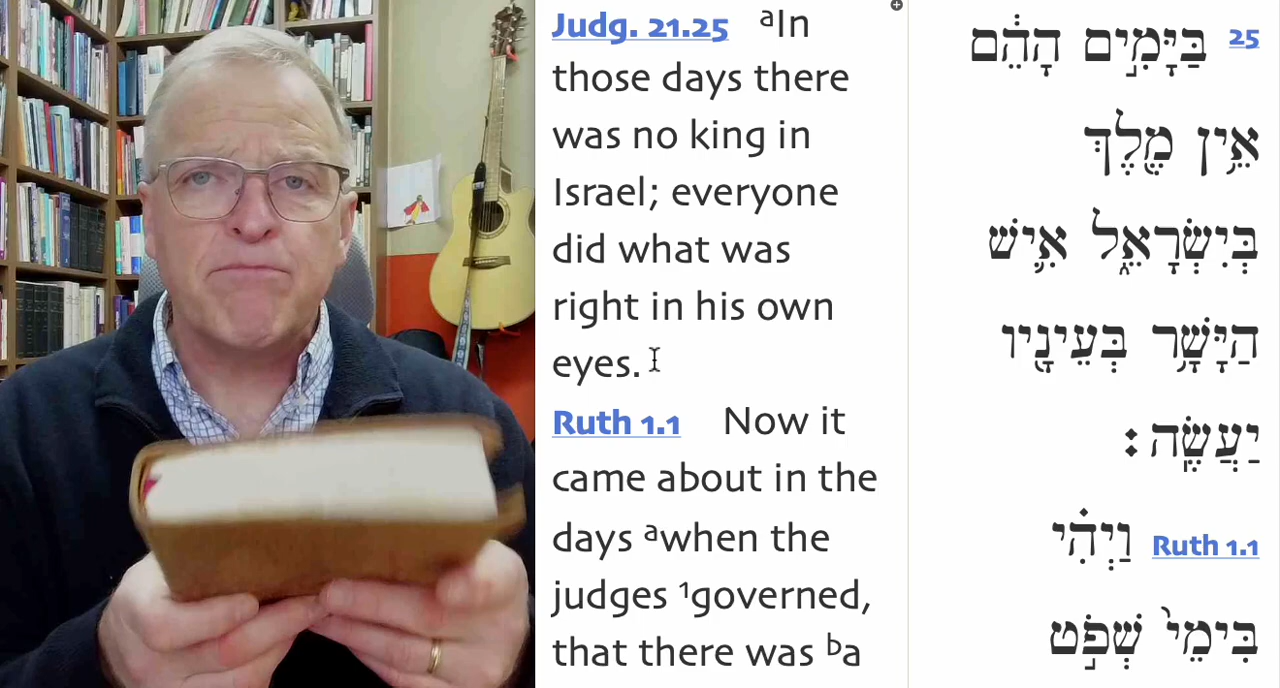 Judg. 21.25 aIn
those days there
was no king in
Israel; everyone
did what was
right in his own
eyes.
Ruth 1.1 Now it
came about in the
days awhen the
judges 1governed,
that there was ba
25 בַּיָּמִ֣ים הָהֵ֔ם
אֵ֥ין מֶ֖לֶךְ
בְּיִשְׂרָאֵ֑ל אִ֛ישׁ
הַיָּשָׁ֥ר בְּעֵינָ֖יו
יַעֲשֶֽׂה׃
Ruth 1.1 וַיְהִ֗י
בִּימֵי֙ שְׁפֹ֣ט